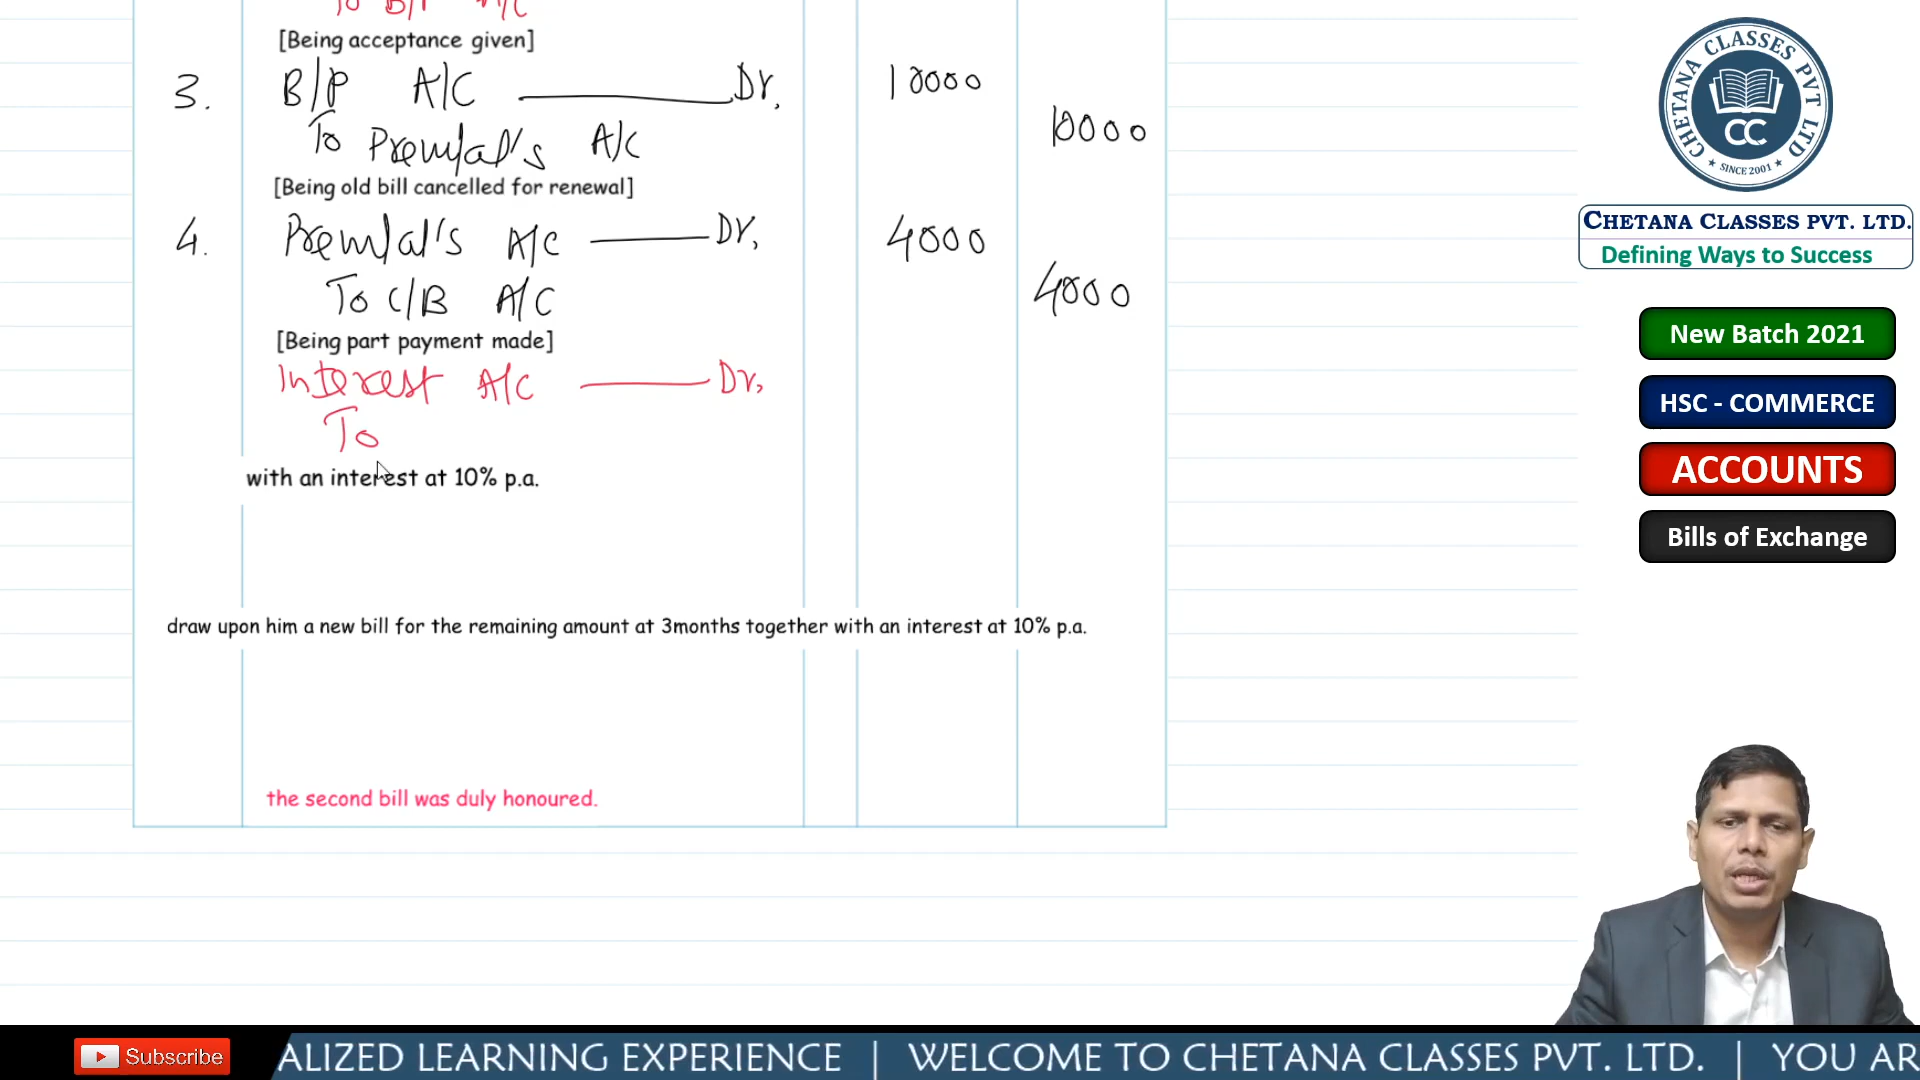 To B/P A/C
[Being acceptance given]
3. B/P A/C Dr. 10000
To Premlal's A/C 10000
[Being old bill cancelled for renewal]
4. Premlal's A/C Dr. 4000
To C/B A/C 4000
[Being part payment made]
Interest A/C Dr.
To
with an interest at 10% p.a.
draw upon him a new bill for the remaining amount at 3months together with an interest at 10% p.a.
the second bill was duly honoured.
CHETANA CLASSES PVT LTD
CC
★ SINCE 2001 ★
CHETANA CLASSES PVT. LTD.
Defining Ways to Success
New Batch 2021
HSC - COMMERCE
ACCOUNTS
Bills of Exchange
Subscribe
ALIZED LEARNING EXPERIENCE | WELCOME TO CHETANA CLASSES PVT. LTD. | YOU AR